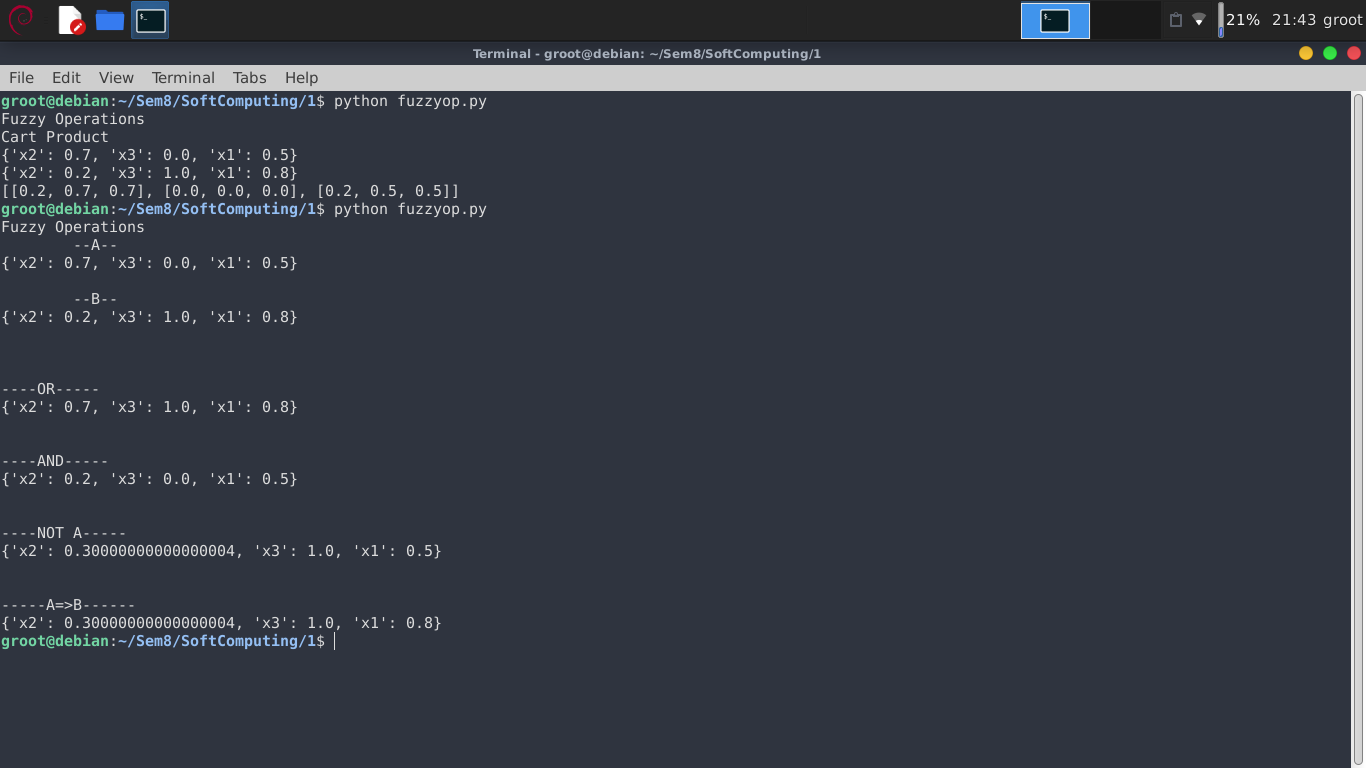 21% 21:43 groot
Terminal - groot@debian: ~/Sem8/SoftComputing/1
File Edit View Terminal Tabs Help
groot@debian:~/Sem8/SoftComputing/1$ python fuzzyop.py
Fuzzy Operations
Cart Product
{'x2': 0.7, 'x3': 0.0, 'x1': 0.5}
{'x2': 0.2, 'x3': 1.0, 'x1': 0.8}
[[0.2, 0.7, 0.7], [0.0, 0.0, 0.0], [0.2, 0.5, 0.5]]
groot@debian:~/Sem8/SoftComputing/1$ python fuzzyop.py
Fuzzy Operations
        --A--
{'x2': 0.7, 'x3': 0.0, 'x1': 0.5}

        --B--
{'x2': 0.2, 'x3': 1.0, 'x1': 0.8}



----OR-----
{'x2': 0.7, 'x3': 1.0, 'x1': 0.8}


----AND-----
{'x2': 0.2, 'x3': 0.0, 'x1': 0.5}


----NOT A-----
{'x2': 0.30000000000000004, 'x3': 1.0, 'x1': 0.5}


-----A=>B------
{'x2': 0.30000000000000004, 'x3': 1.0, 'x1': 0.8}
groot@debian:~/Sem8/SoftComputing/1$